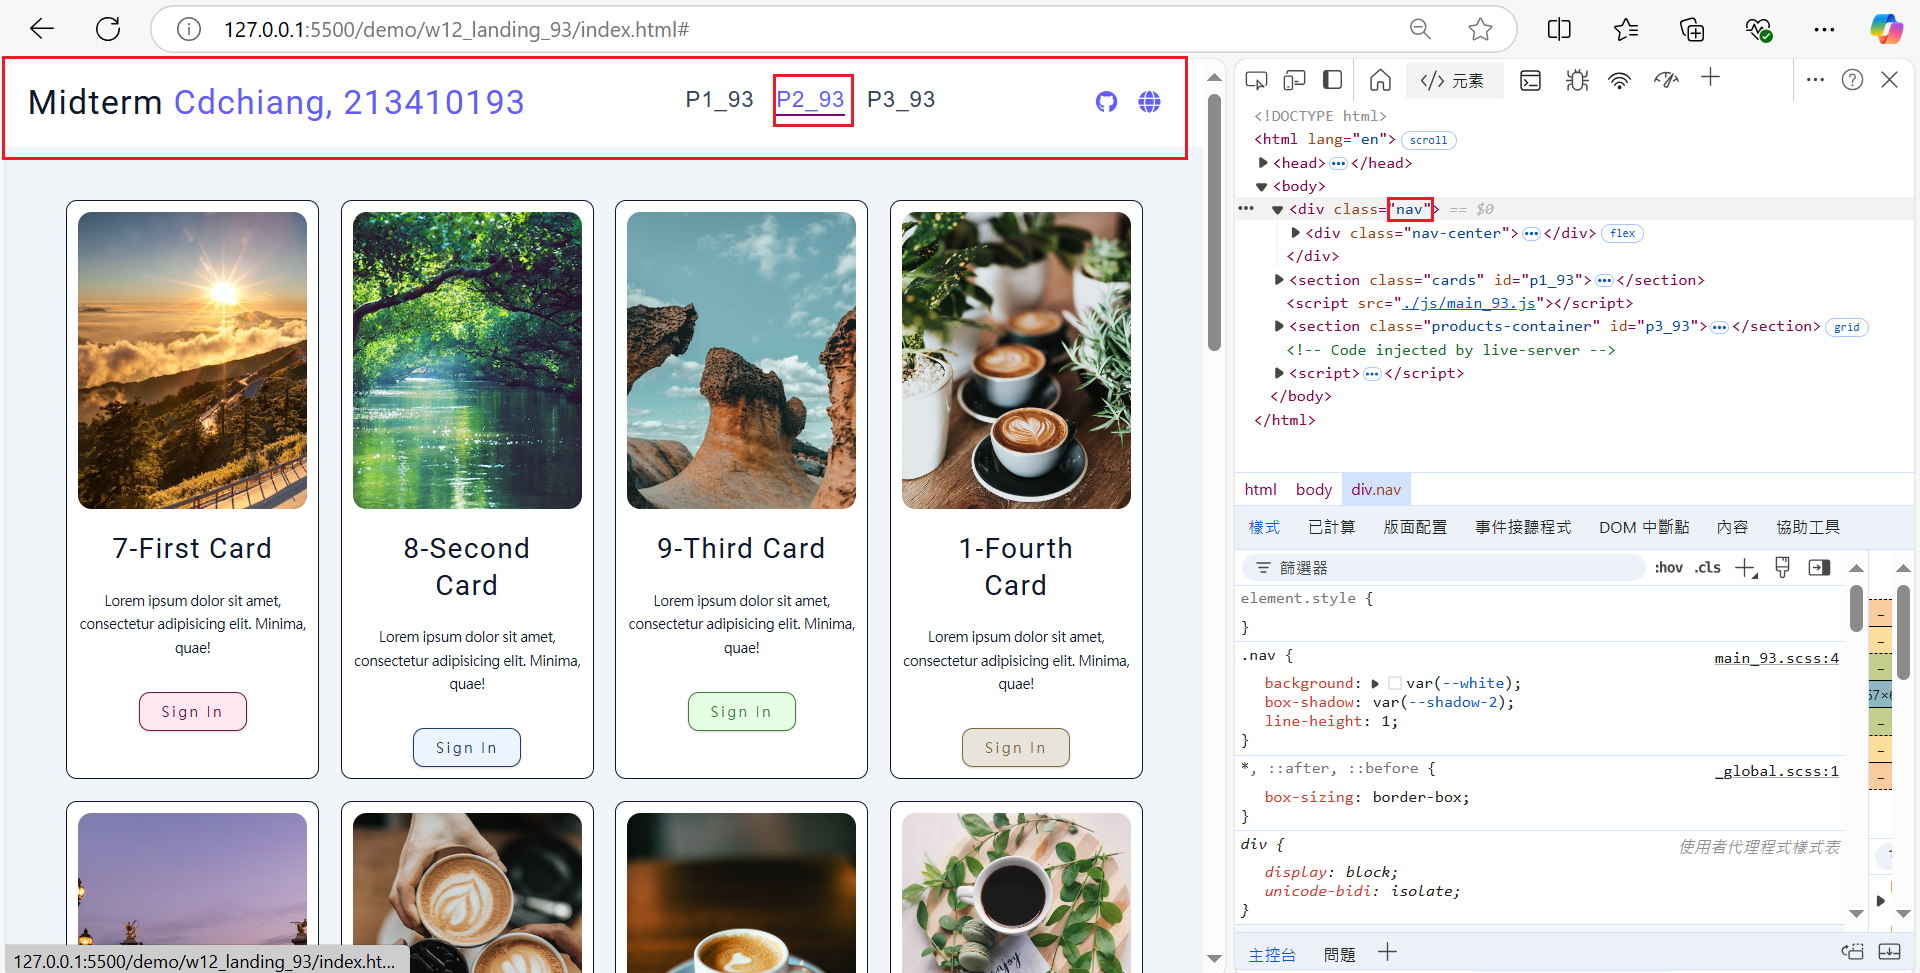 127.0.0.1:5500/demo/w12_landing_93/index.html#
Midterm Cdchiang, 213410193
P1_93 P2_93 P3_93
7-First Card
Lorem ipsum dolor sit amet,
consectetur adipisicing elit. Minima,
quae!
Sign In
8-Second
Card
Lorem ipsum dolor sit amet,
consectetur adipisicing elit. Minima,
quae!
Sign In
9-Third Card
Lorem ipsum dolor sit amet,
consectetur adipisicing elit. Minima,
quae!
Sign In
1-Fourth
Card
Lorem ipsum dolor sit amet,
consectetur adipisicing elit. Minima,
quae!
Sign In
enjoy
127.0.0.1:5500/demo/w12_landing_93/index.ht...
</> 元素
<!DOCTYPE html>
<html lang="en"> scroll
<head> ••• </head>
<body>
••• <div class="nav"> == $0
<div class="nav-center"> ••• </div> flex
</div>
<section class="cards" id="p1_93"> ••• </section>
<script src="./js/main_93.js"></script>
<section class="products-container" id="p3_93"> ••• </section> grid
<!-- Code injected by live-server -->
<script> ••• </script>
</body>
</html>
html body div.nav
樣式 已計算 版面配置 事件接聽程式 DOM 中斷點 內容 協助工具
篩選器 :hov .cls
element.style {
}
.nav { main_93.scss:4
background: var(--white);
box-shadow: var(--shadow-2);
line-height: 1;
}
*, ::after, ::before { _global.scss:1
box-sizing: border-box;
}
div { 使用者代理程式樣式表
display: block;
unicode-bidi: isolate;
}
主控台 問題